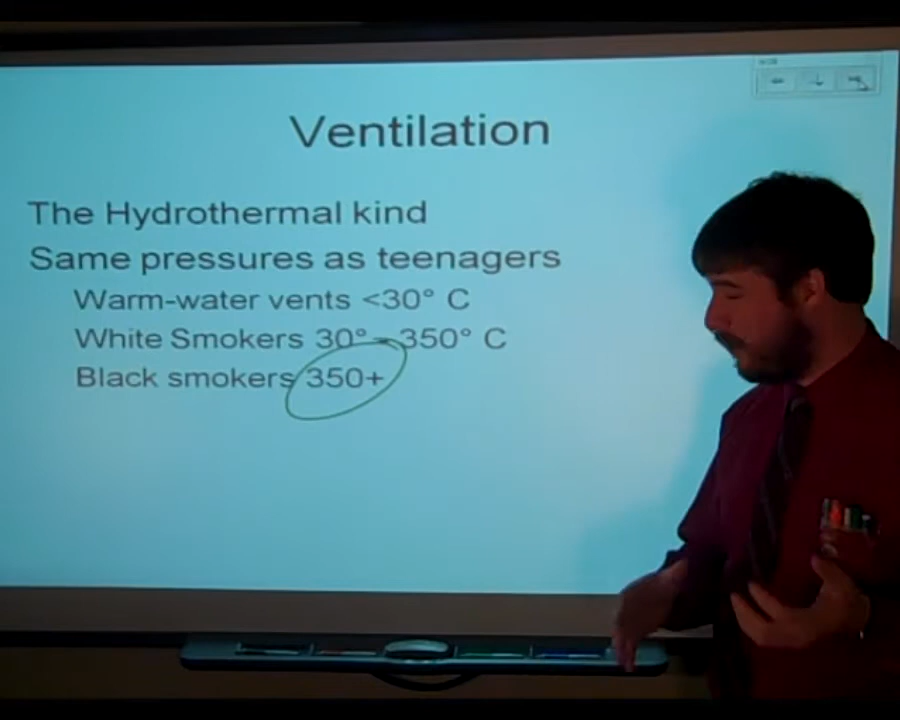 Ventilation
The Hydrothermal kind
Same pressures as teenagers
Warm-water vents <30° C
White Smokers 30° – 350° C
Black smokers 350+